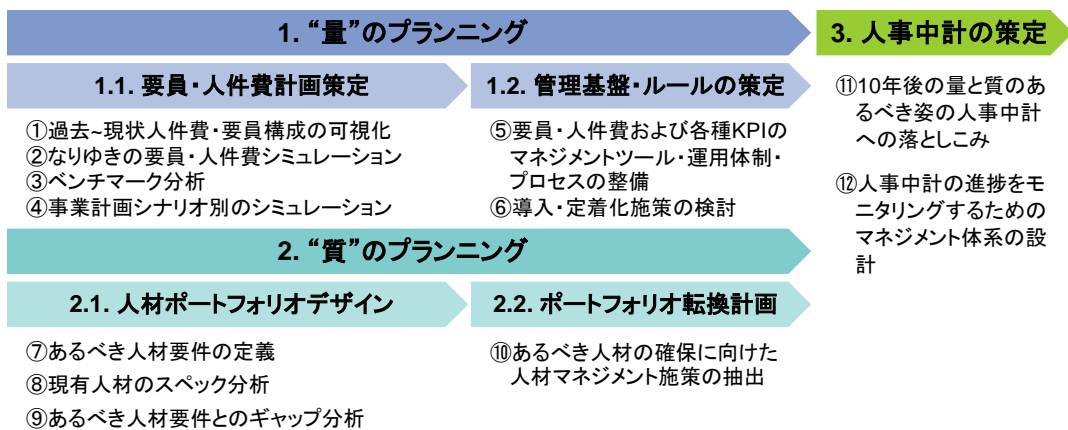 1. “量”のプランニング
1.1. 要員・人件費計画策定
①過去~現状人件費・要員構成の可視化
②なりゆきの要員・人件費シミュレーション
③ベンチマーク分析
④事業計画シナリオ別のシミュレーション
1.2. 管理基盤・ルールの策定
⑤要員・人件費および各種KPIの
マネジメントツール・運用体制・
プロセスの整備
⑥導入・定着化施策の検討
2. “質”のプランニング
2.1. 人材ポートフォリオデザイン
⑦あるべき人材要件の定義
⑧現有人材のスペック分析
⑨あるべき人材要件とのギャップ分析
2.2. ポートフォリオ転換計画
⑩あるべき人材の確保に向けた
人材マネジメント施策の抽出
3. 人事中計の策定
⑪10年後の量と質のあ
るべき姿の人事中計
への落としこみ
⑫人事中計の進捗をモ
ニタリングするための
マネジメント体系の設
計